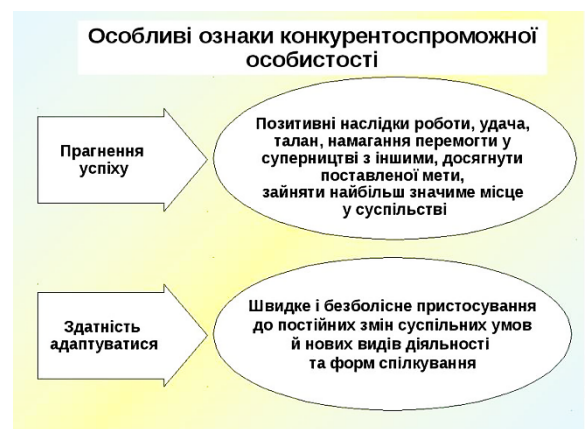 Особливі ознаки конкурентоспроможної
особистості
Прагнення
успіху
Позитивні наслідки роботи, удача,
талан, намагання перемогти у
суперництві з іншими, досягнути
поставленої мети,
зайняти найбільш значиме місце
у суспільстві
Здатність
адаптуватися
Швидке і безболісне пристосування
до постійних змін суспільних умов
й нових видів діяльності
та форм спілкування